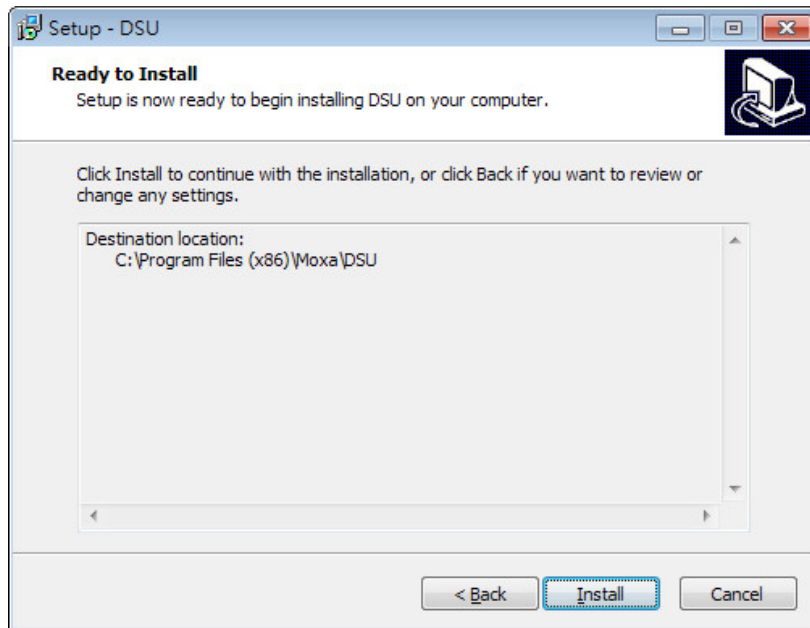 Setup - DSU
Ready to Install
Setup is now ready to begin installing DSU on your computer.
Click Install to continue with the installation, or click Back if you want to review or
change any settings.
Destination location:
C:\Program Files (x86)\Moxa\DSU
< Back
Install
Cancel